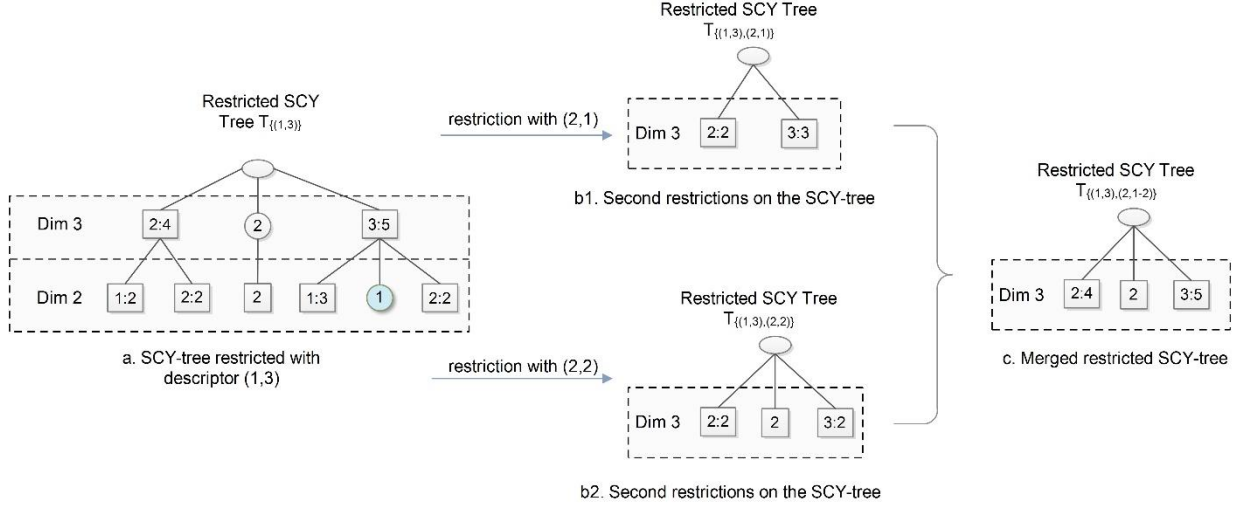 Restricted SCY
Tree T{(1,3)}
Dim 3
2:4
2
3:5
Dim 2
1:2
2:2
2
1:3
1
2:2
a. SCY-tree restricted with
descriptor (1,3)
restriction with (2,1)
restriction with (2,2)
Restricted SCY Tree
T{(1,3),(2,1)}
Dim 3
2:2
3:3
b1. Second restrictions on the SCY-tree
Restricted SCY Tree
T{(1,3),(2,2)}
Dim 3
2:2
2
3:2
b2. Second restrictions on the SCY-tree
Restricted SCY Tree
T{(1,3),(2,1-2)}
Dim 3
2:4
2
3:5
c. Merged restricted SCY-tree